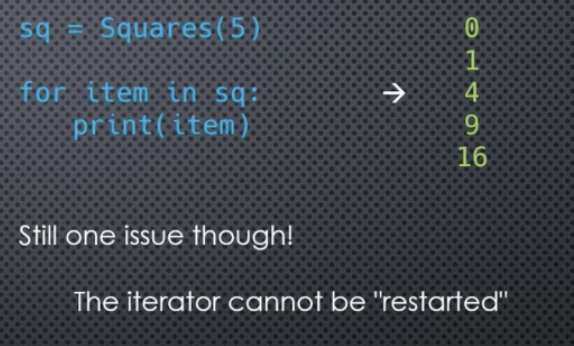 sq = Squares(5)
for item in sq:
    print(item)
→
0
1
4
9
16
Still one issue though!
The iterator cannot be "restarted"